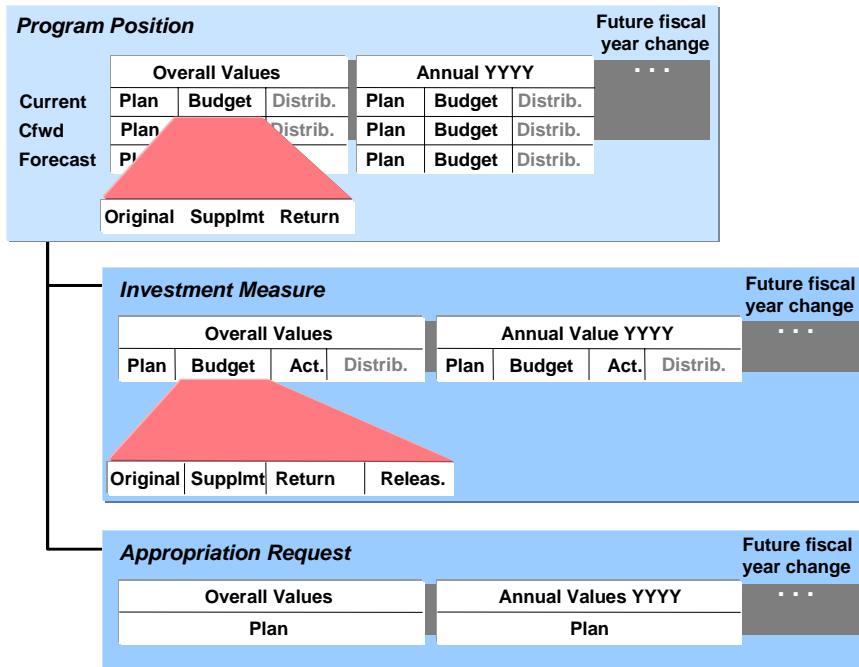 Program Position
Future fiscal
year change
Overall Values Annual YYYY . . .
Current Plan Budget Distrib. Plan Budget Distrib.
Cfwd Plan Distrib. Plan Budget Distrib.
Forecast Plan Budget Distrib.
Original Supplmt Return
Investment Measure
Future fiscal
year change
Overall Values Annual Value YYYY . . .
Plan Budget Act. Distrib. Plan Budget Act. Distrib.
Original Supplmt Return Releas.
Appropriation Request
Future fiscal
year change
Overall Values Annual Values YYYY . . .
Plan Plan